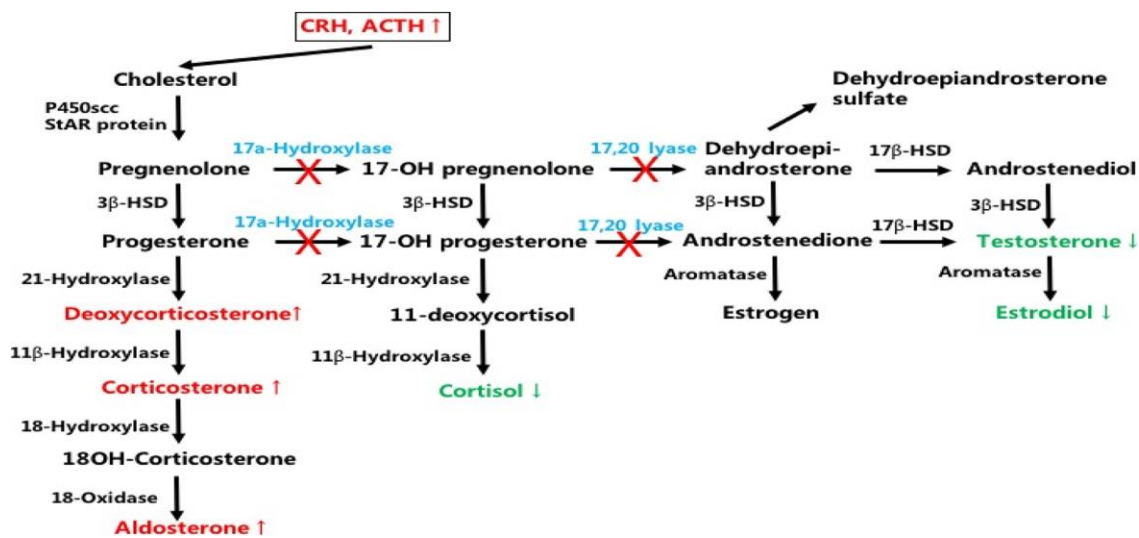 CRH, ACTH ↑
Cholesterol
P450scc
StAR protein
Dehydroepiandrosterone
sulfate
17a-Hydroxylase
17,20 lyase
Pregnenolone
17-OH pregnenolone
Dehydroepi-
androsterone
17β-HSD
Androstenediol
3β-HSD
3β-HSD
3β-HSD
3β-HSD
17a-Hydroxylase
17,20 lyase
17β-HSD
Progesterone
17-OH progesterone
Androstenedione
Testosterone ↓
21-Hydroxylase
21-Hydroxylase
Aromatase
Aromatase
Deoxycorticosterone↑
11-deoxycortisol
Estrogen
Estrodiol ↓
11β-Hydroxylase
11β-Hydroxylase
Corticosterone ↑
Cortisol ↓
18-Hydroxylase
18OH-Corticosterone
18-Oxidase
Aldosterone ↑